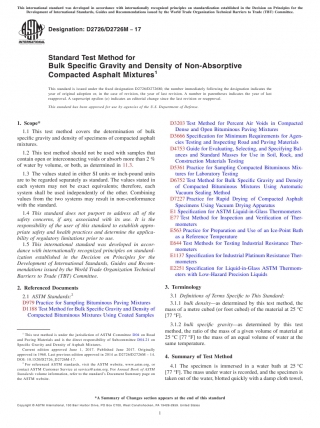 This international standard was developed in accordance with internationally recognized principles on standardization established in the Decision on Principles for the
Development of International Standards, Guides and Recommendations issued by the World Trade Organization Technical Barriers to Trade (TBT) Committee.
Designation: D2726/D2726M − 17
Standard Test Method for
Bulk Specific Gravity and Density of Non-Absorptive
Compacted Asphalt Mixtures1
This standard is issued under the fixed designation D2726/D2726M; the number immediately following the designation indicates the
year of original adoption or, in the case of revision, the year of last revision. A number in parentheses indicates the year of last
reapproval. A superscript epsilon (ε) indicates an editorial change since the last revision or reapproval.
This standard has been approved for use by agencies of the U.S. Department of Defense.
1. Scope*
1.1 This test method covers the determination of bulk
specific gravity and density of specimens of compacted asphalt
mixtures.
1.2 This test method should not be used with samples that
contain open or interconnecting voids or absorb more than 2 %
of water by volume, or both, as determined in 11.3.
1.3 The values stated in either SI units or inch-pound units
are to be regarded separately as standard. The values stated in
each system may not be exact equivalents; therefore, each
system shall be used independently of the other. Combining
values from the two systems may result in non-conformance
with the standard.
1.4 This standard does not purport to address all of the
safety concerns, if any, associated with its use. It is the
responsibility of the user of this standard to establish appro-
priate safety and health practices and determine the applica-
bility of regulatory limitations prior to use.
1.5 This international standard was developed in accor-
dance with internationally recognized principles on standard-
ization established in the Decision on Principles for the
Development of International Standards, Guides and Recom-
mendations issued by the World Trade Organization Technical
Barriers to Trade (TBT) Committee.
2. Referenced Documents
2.1 ASTM Standards:2
D979 Practice for Sampling Bituminous Paving Mixtures
D1188 Test Method for Bulk Specific Gravity and Density of
Compacted Bituminous Mixtures Using Coated Samples
1 This test method is under the jurisdiction of ASTM Committee D04 on Road
and Paving Materials and is the direct responsibility of Subcommittee D04.21 on
Specific Gravity and Density of Asphalt Mixtures.
Current edition approved June 1, 2017. Published June 2017. Originally
approved in 1968. Last previous edition approved in 2014 as D2726/D2726M – 14.
DOI: 10.1520/D2726_D2726M-17.
2 For referenced ASTM standards, visit the ASTM website, www.astm.org, or
contact ASTM Customer Service at service@astm.org. For Annual Book of ASTM
Standards volume information, refer to the standard's Document Summary page on
the ASTM website.
D3203 Test Method for Percent Air Voids in Compacted
Dense and Open Bituminous Paving Mixtures
D3666 Specification for Minimum Requirements for Agen-
cies Testing and Inspecting Road and Paving Materials
D4753 Guide for Evaluating, Selecting, and Specifying Bal-
ances and Standard Masses for Use in Soil, Rock, and
Construction Materials Testing
D5361 Practice for Sampling Compacted Bituminous Mix-
tures for Laboratory Testing
D6752 Test Method for Bulk Specific Gravity and Density
of Compacted Bituminous Mixtures Using Automatic
Vacuum Sealing Method
D7227 Practice for Rapid Drying of Compacted Asphalt
Specimens Using Vacuum Drying Apparatus
E1 Specification for ASTM Liquid-in-Glass Thermometers
E77 Test Method for Inspection and Verification of Ther-
mometers
E563 Practice for Preparation and Use of an Ice-Point Bath
as a Reference Temperature
E644 Test Methods for Testing Industrial Resistance Ther-
mometers
E1137 Specification for Industrial Platinum Resistance Ther-
mometers
E2251 Specification for Liquid-in-Glass ASTM Thermom-
eters with Low-Hazard Precision Liquids
3. Terminology
3.1 Definitions of Terms Specific to This Standard:
3.1.1 bulk density—as determined by this test method, the
mass of a metre cubed (or foot cubed) of the material at 25 °C
[77 °F].
3.1.2 bulk specific gravity—as determined by this test
method, the ratio of the mass of a given volume of material at
25 °C [77 °F] to the mass of an equal volume of water at the
same temperature.
4. Summary of Test Method
4.1 The specimen is immersed in a water bath at 25 °C
[77 °F]. The mass under water is recorded, and the specimen is
taken out of the water, blotted quickly with a damp cloth towel,
*A Summary of Changes section appears at the end of this standard
Copyright © ASTM International, 100 Barr Harbor Drive, PO Box C700, West Conshohocken, PA 19428-2959. United States
1